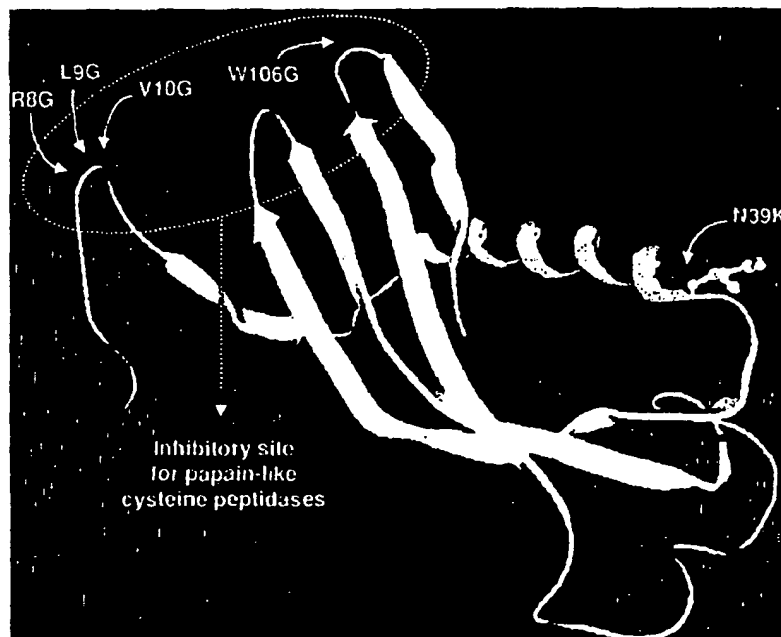 W106G
L9G
R8G
V10G
N39K
Inhibitory site
for papain-like
cysteine peptidases